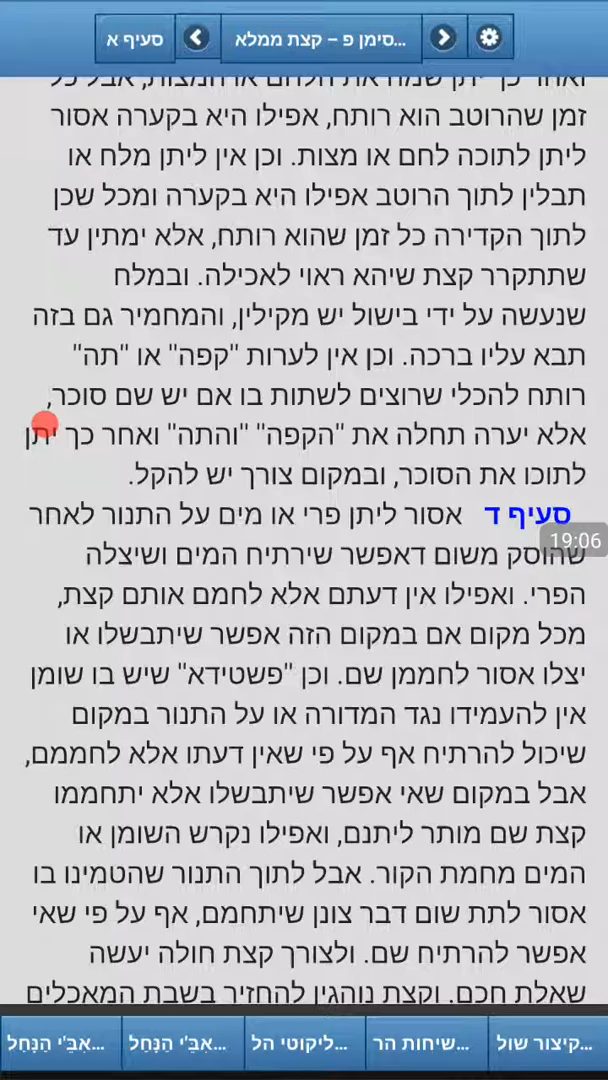 סימן פ – קצת ממלא...
סעיף א
ואחר כך יתן שמה את הלחם או המצות, אבל כל
זמן שהרוטב הוא רותח, אפילו היא בקערה אסור
ליתן לתוכה לחם או מצות. וכן אין ליתן מלח או
תבלין לתוך הרוטב אפילו היא בקערה ומכל שכן
לתוך הקדירה כל זמן שהוא רותח, אלא ימתין עד
שתתקרר קצת שיהא ראוי לאכילה. ובמלח
שנעשה על ידי בישול יש מקילין, והמחמיר גם בזה
תבא עליו ברכה. וכן אין לערות "קפה" או "תה"
רותח להכלי שרוצים לשתות בו אם יש שם סוכר,
אלא יערה תחלה את "הקפה" "והתה" ואחר כך יתן
לתוכו את הסוכר, ובמקום צורך יש להקל.
סעיף ד אסור ליתן פרי או מים על התנור לאחר
19:06
שהוסק משום דאפשר שירתיח המים ושיצלה
הפרי. ואפילו אין דעתם אלא לחמם אותם קצת,
מכל מקום אם במקום הזה אפשר שיתבשלו או
יצלו אסור לחממן שם. וכן "פשטידא" שיש בו שומן
אין להעמידו נגד המדורה או על התנור במקום
שיכול להרתיח אף על פי שאין דעתו אלא לחממם,
אבל במקום שאי אפשר שיתבשלו אלא יתחממו
קצת שם מותר ליתנם, ואפילו נקרש השומן או
המים מחמת הקור. אבל לתוך התנור שהטמינו בו
אסור לתת שום דבר צונן שיתחמם, אף על פי שאי
אפשר להרתיח שם. ולצורך קצת חולה יעשה
שאלת חכם. וקצת נוהגין להחזיר בשבת המאכלים
קיצור שול...
שיחות הר...
ליקוטי הל...
אִבֵּ'י הַנָּחַל...
אִבֵּ'י הַנָּחַל...